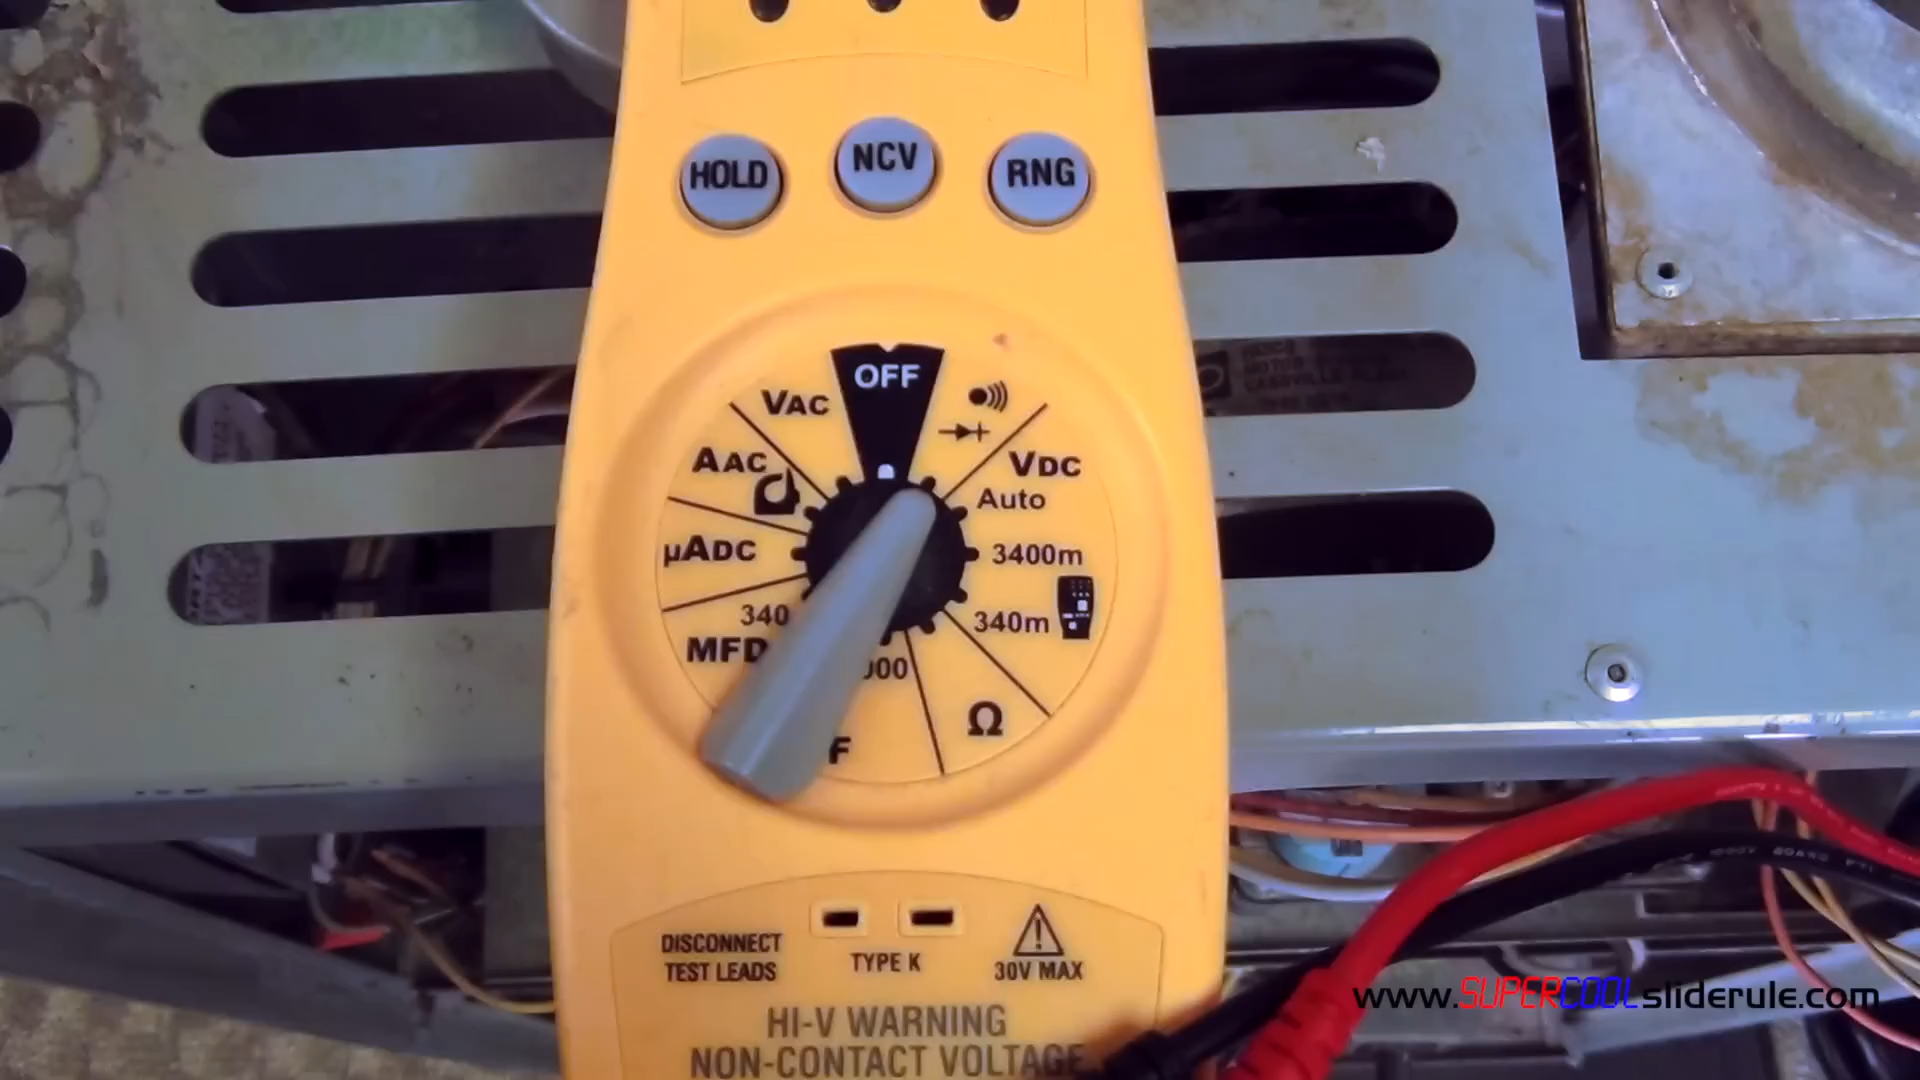 HOLD
NCV
RNG
OFF
VAC
VDC
AAC
Auto
µADC
3400m
340
340m
MFD
Ω
F
DISCONNECT
TEST LEADS
TYPE K
30V MAX
HI-V WARNING
NON-CONTACT VOLTAGE
www.SUPERCOOLsliderule.com